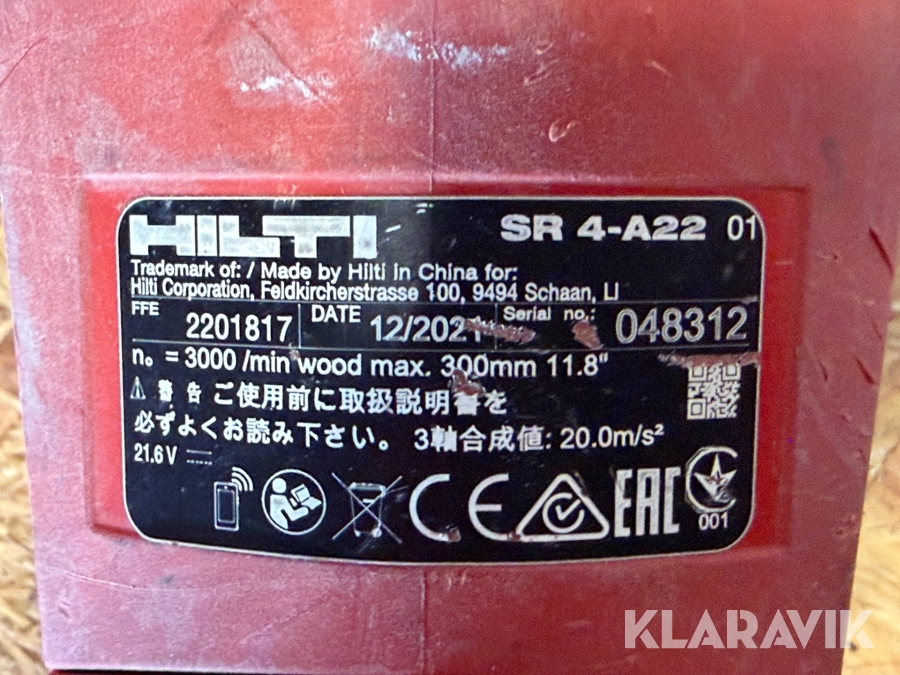 HILTI SR 4-A22 01
Trademark of: / Made by Hilti in China for:
Hilti Corporation, Feldkircherstrasse 100, 9494 Schaan, LI
FFE 2201817 DATE 12/2021 Serial no.: 048312
n₀ = 3000 /min wood max. 300mm 11.8"
⚠ 警告 ご使用前に取扱説明書を
必ずよくお読み下さい。 3軸合成値: 20.0m/s²
21.6 V
CE EAC
001
KLARAVIK